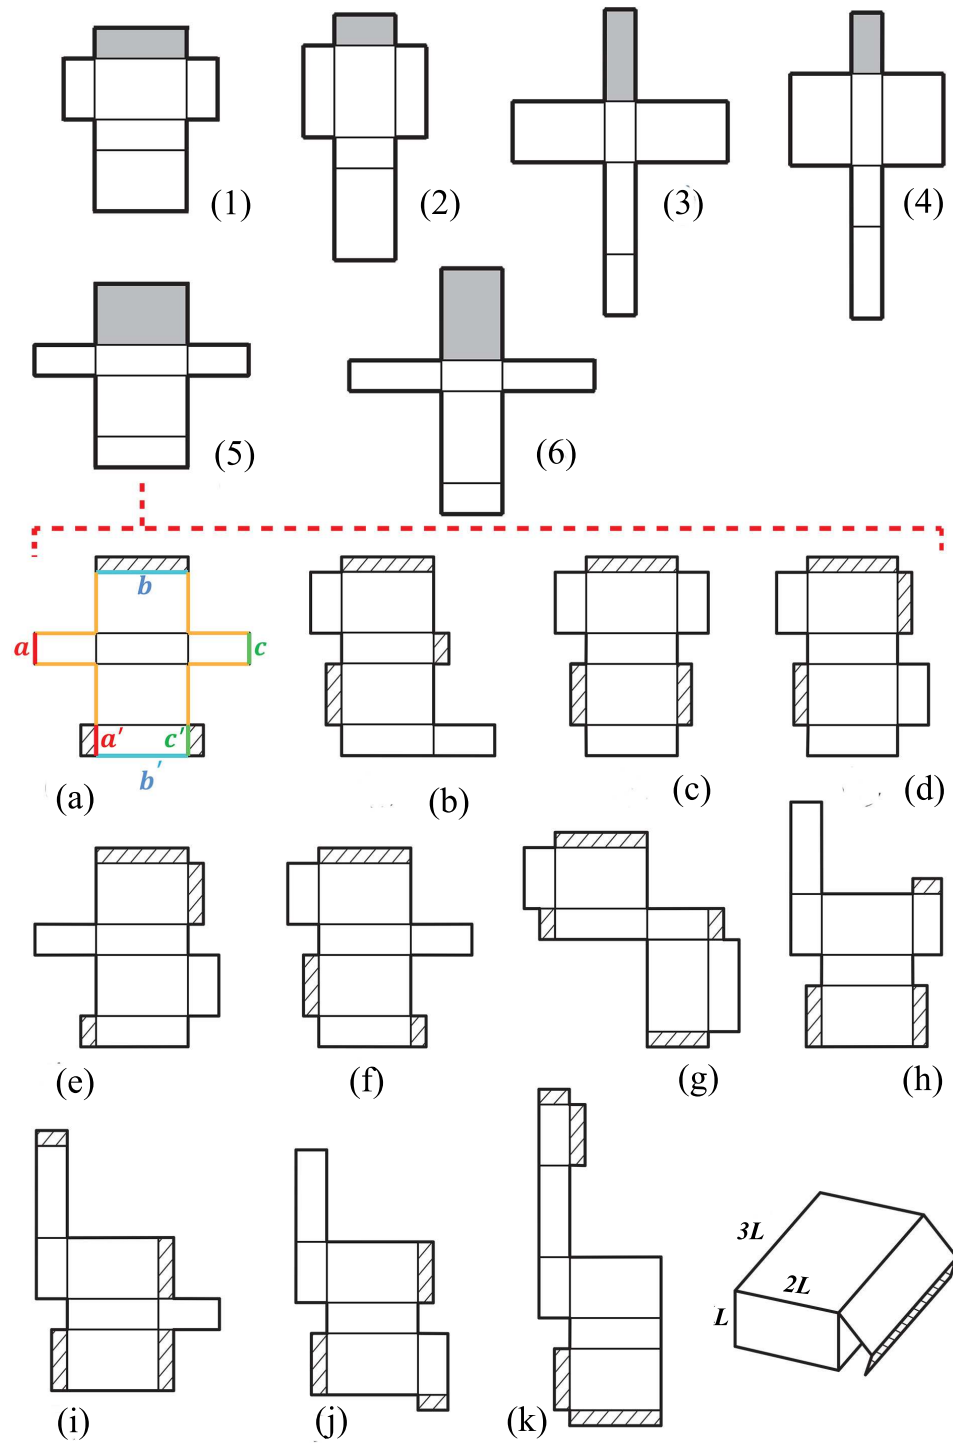 (1)
(2)
(3)
(4)
(5)
(6)
b
a
c
a′
c′
b′
(a)
(b)
(c)
(d)
(e)
(f)
(g)
(h)
3L
2L
L
(i)
(j)
(k)